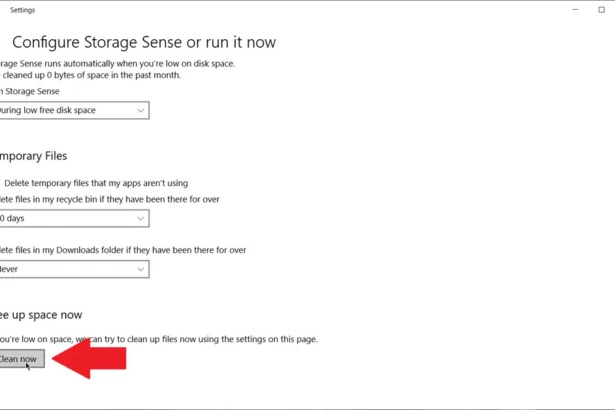 Settings
Configure Storage Sense or run it now
rage Sense runs automatically when you're low on disk space.
cleaned up 0 bytes of space in the past month.
n Storage Sense
uring low free disk space
mporary Files
Delete temporary files that my apps aren't using
lete files in my recycle bin if they have been there for over
0 days
lete files in my Downloads folder if they have been there for over
lever
ee up space now
you're low on space, we can try to clean up files now using the settings on this page.
Clean now